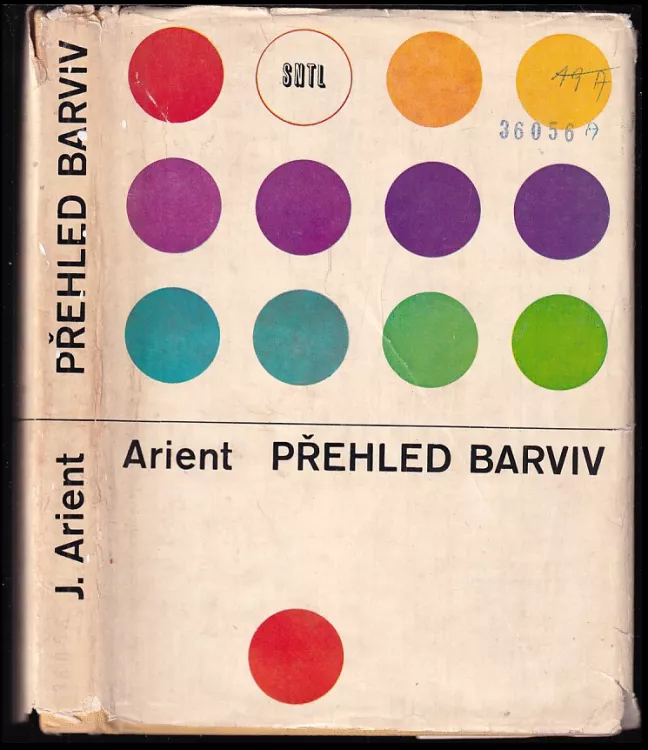 SNTL
36056 A
Arient PŘEHLED BARVIV
J. Arient PŘEHLED BARVIV